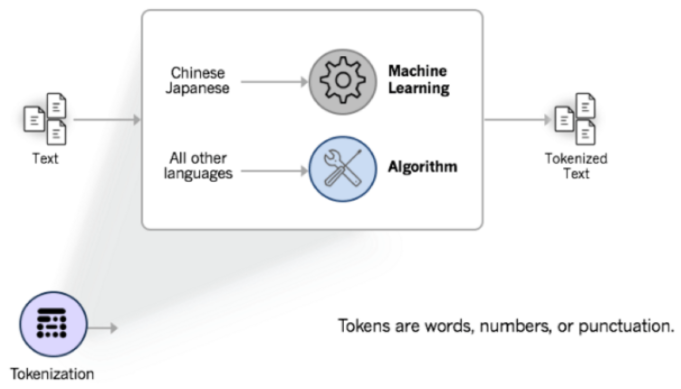 Chinese
Japanese
Machine
Learning
Text
All other
languages
Algorithm
Tokenized
Text
Tokens are words, numbers, or punctuation.
Tokenization